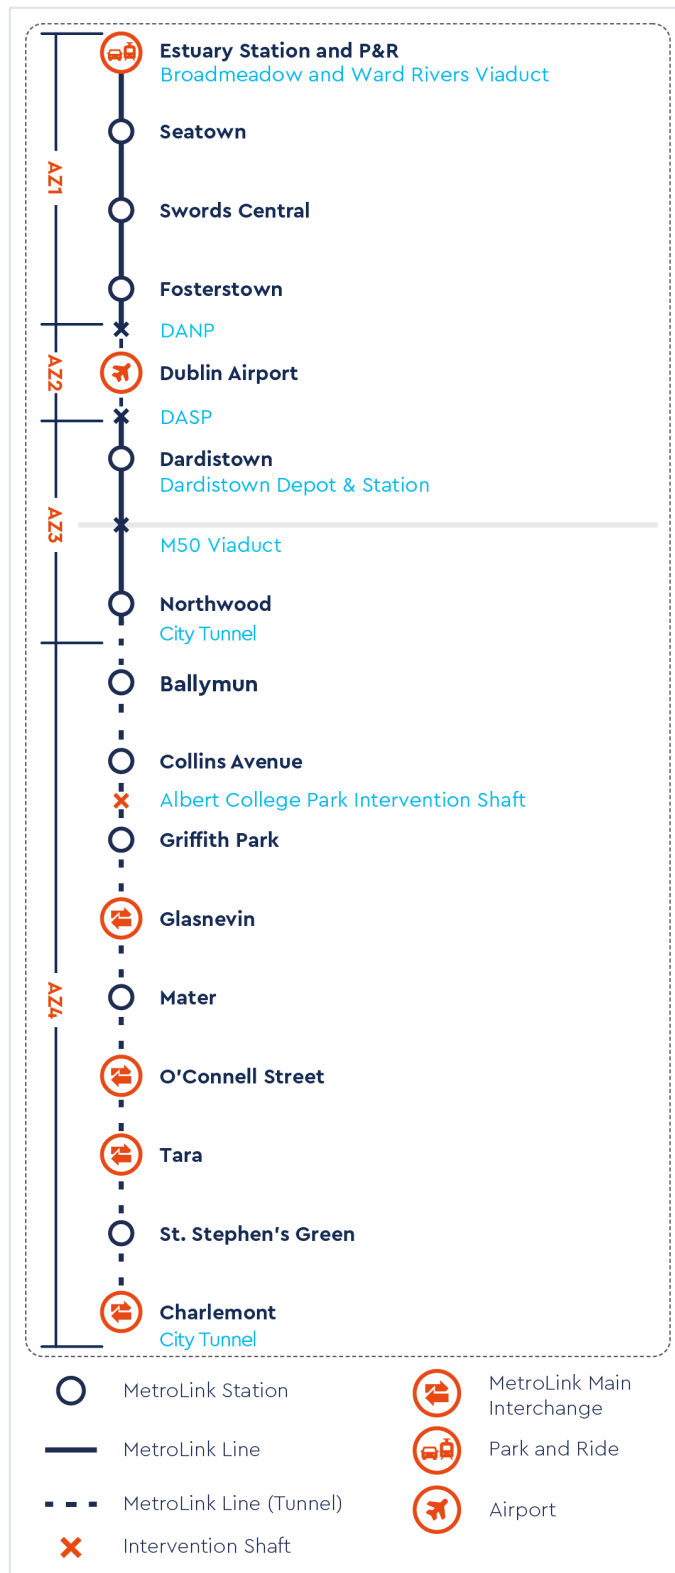 Estuary Station and P&R
Broadmeadow and Ward Rivers Viaduct
Seatown
AZ1
Swords Central
Fosterstown
DANP
AZ2
Dublin Airport
DASP
Dardistown
Dardistown Depot & Station
AZ3
M50 Viaduct
Northwood
City Tunnel
Ballymun
Collins Avenue
Albert College Park Intervention Shaft
Griffith Park
Glasnevin
AZ4
Mater
O'Connell Street
Tara
St. Stephen's Green
Charlemont
City Tunnel
MetroLink Station
MetroLink Line
MetroLink Line (Tunnel)
Intervention Shaft
MetroLink Main
Interchange
Park and Ride
Airport